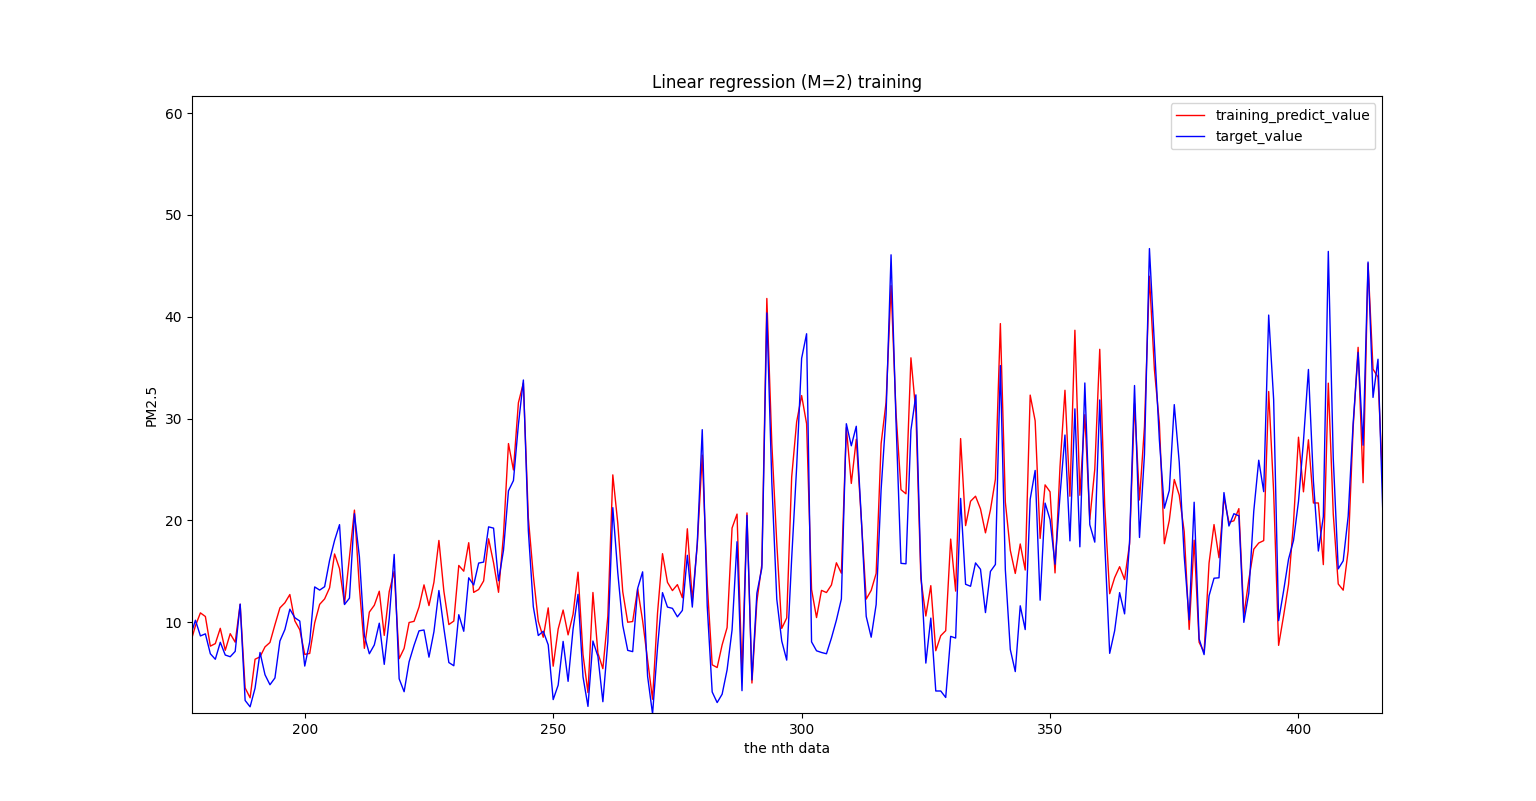 Linear regression (M=2) training
training_predict_value
target_value
60
50
40
30
20
10
PM2.5
200
250
300
350
400
the nth data